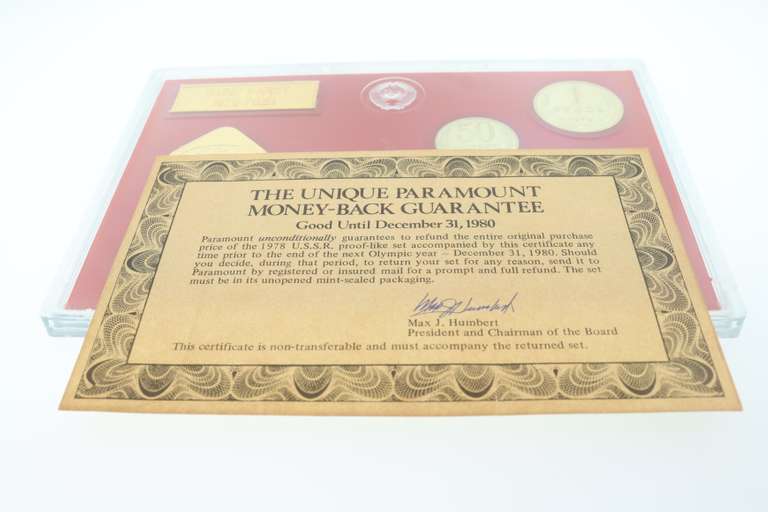 50
1
THE UNIQUE PARAMOUNT
MONEY-BACK GUARANTEE
Good Until December 31, 1980
Paramount unconditionally guarantees to refund the entire original purchase
price of the 1978 U.S.S.R. proof-like set accompanied by this certificate any
time prior to the end of the next Olympic year — December 31, 1980. Should
you decide, during that period, to return your set for any reason, send it to
Paramount by registered or insured mail for a prompt and full refund. The set
must be in its unopened mint-sealed packaging.
Max J. Humbert
Max J. Humbert
President and Chairman of the Board
This certificate is non-transferable and must accompany the returned set.